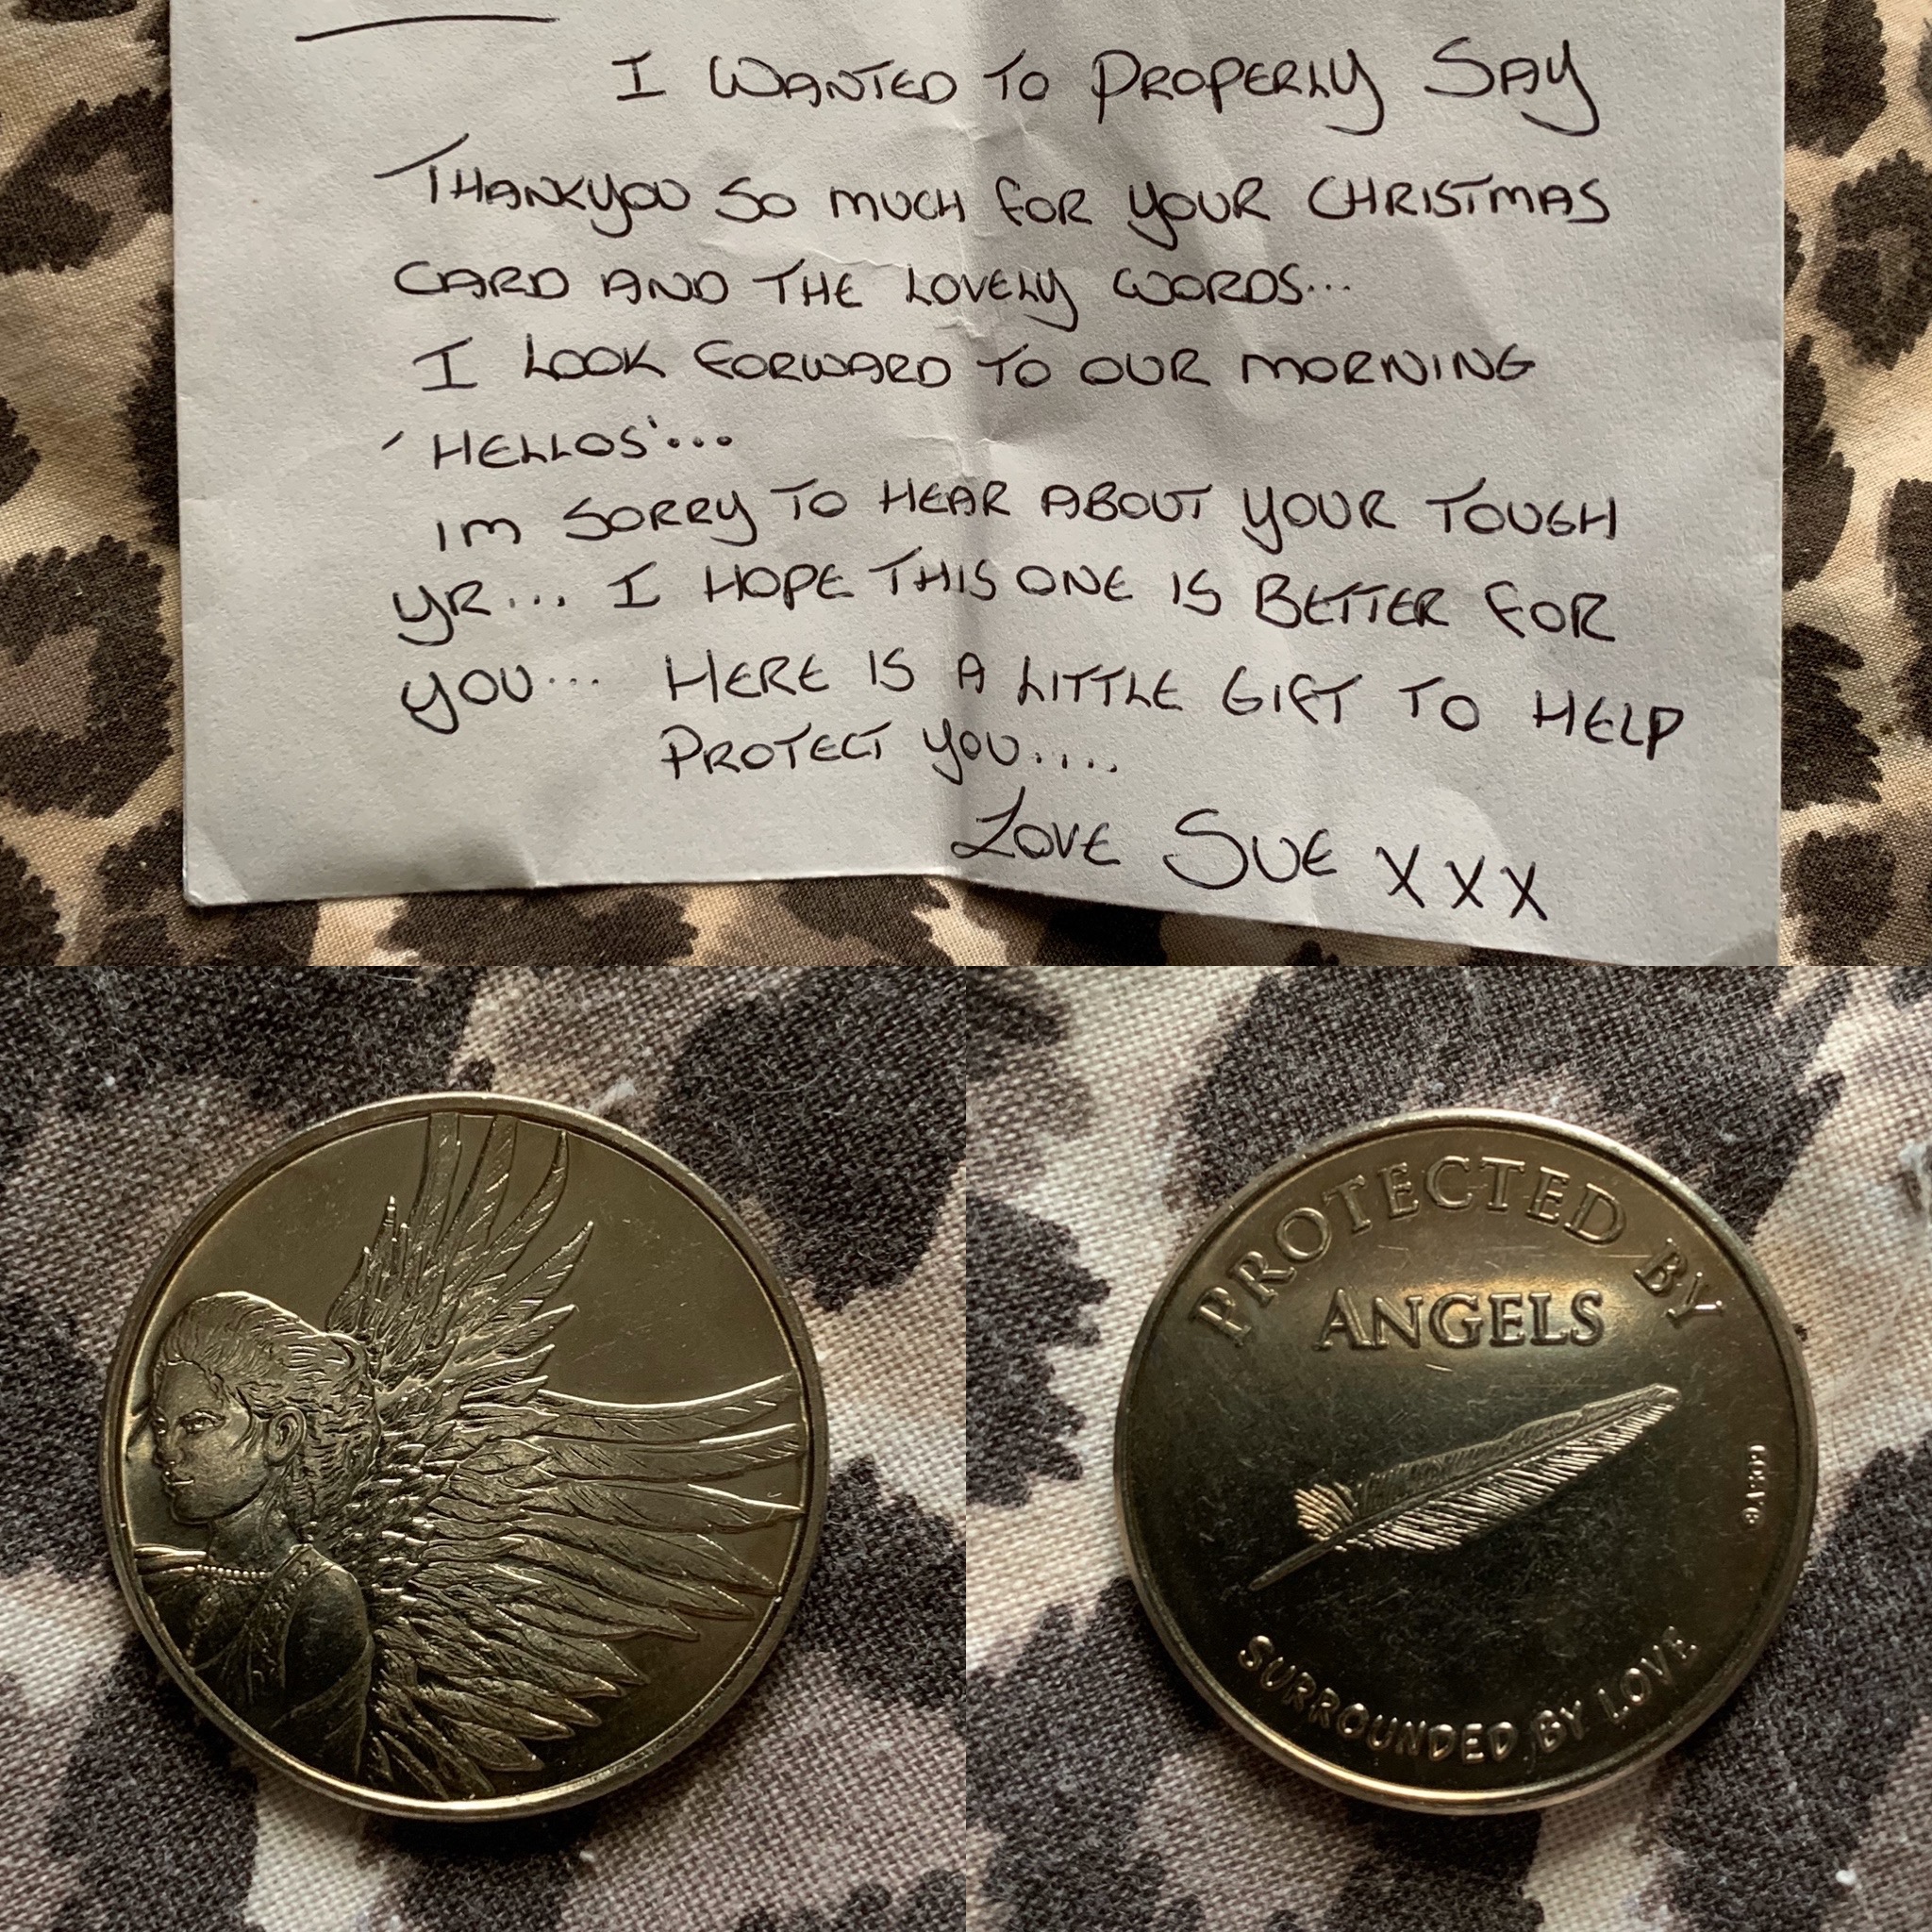 I WANTED TO PROPERLY SAY
THANKYOU SO MUCH FOR YOUR CHRISTMAS
CARD AND THE LOVELY WORDS...
I LOOK FORWARD TO OUR MORNING
'HELLOS'...
IM SORRY TO HEAR ABOUT YOUR TOUGH
YR... I HOPE THIS ONE IS BETTER FOR
YOU... HERE IS A LITTLE GIFT TO HELP
PROTECT YOU....
LOVE SUE XXX
PROTECTED BY
ANGELS
SURROUNDED BY LOVE